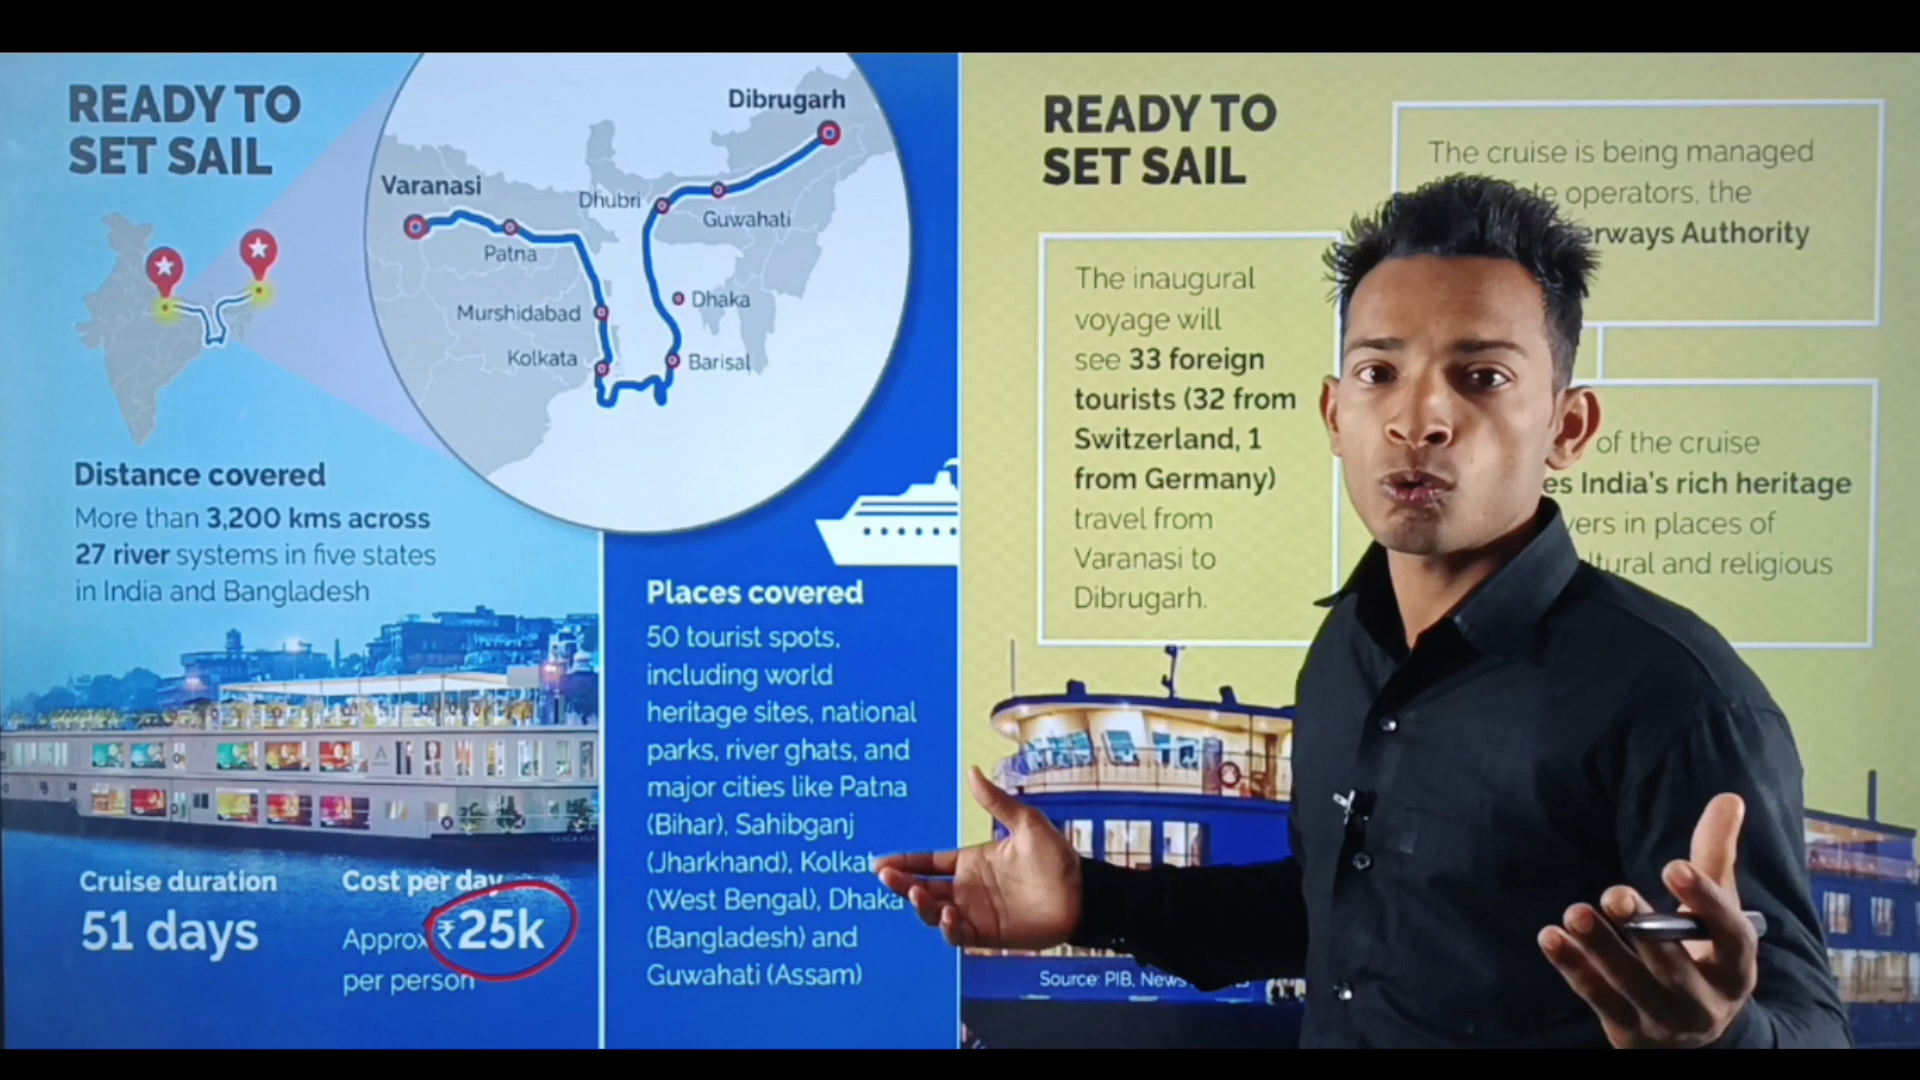 READY TO
SET SAIL
Dibrugarh
Varanasi
Dhubri
Guwahati
Patna
Dhaka
Murshidabad
Kolkata
Barisal
Distance covered
More than 3,200 kms across
27 river systems in five states
in India and Bangladesh
Cruise duration
51 days
Cost per day
Approx ₹25k
per person
Places covered
50 tourist spots,
including world
heritage sites, national
parks, river ghats, and
major cities like Patna
(Bihar), Sahibganj
(Jharkhand), Kolkat
(West Bengal), Dhaka
(Bangladesh) and
Guwahati (Assam)
READY TO
SET SAIL
The inaugural
voyage will
see 33 foreign
tourists (32 from
Switzerland, 1
from Germany)
travel from
Varanasi to
Dibrugarh.
The cruise is being managed
operators, the
Authority
of the cruise
India's rich heritage
in places of
and religious
Source: PIB, News